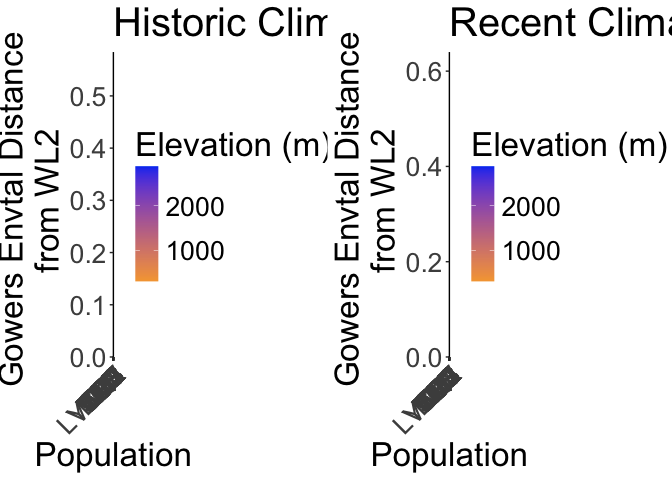 Historic Clim
Gowers Envtal Distance
from WL2
0.5
0.4
0.3
0.2
0.1
0.0
Elevation (m)
2000
1000
Population
Recent Clima
Gowers Envtal Distance
from WL2
0.6
0.4
0.2
0.0
Elevation (m)
2000
1000
Population